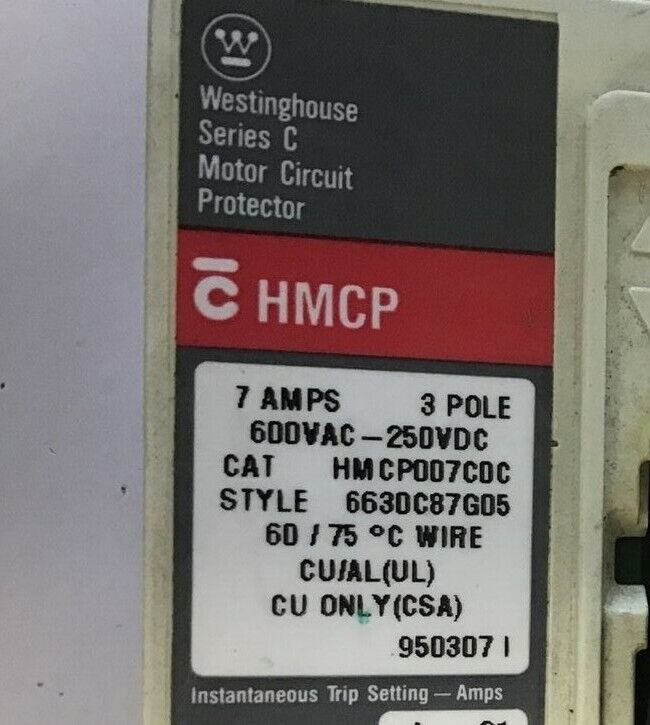 W
Westinghouse
Series C
Motor Circuit
Protector
C HMCP
7 AMPS 3 POLE
600VAC-250VDC
CAT HMCP007C0C
STYLE 6630C87G05
60 / 75 °C WIRE
CU/AL(UL)
CU ONLY(CSA)
950307 I
Instantaneous Trip Setting — Amps